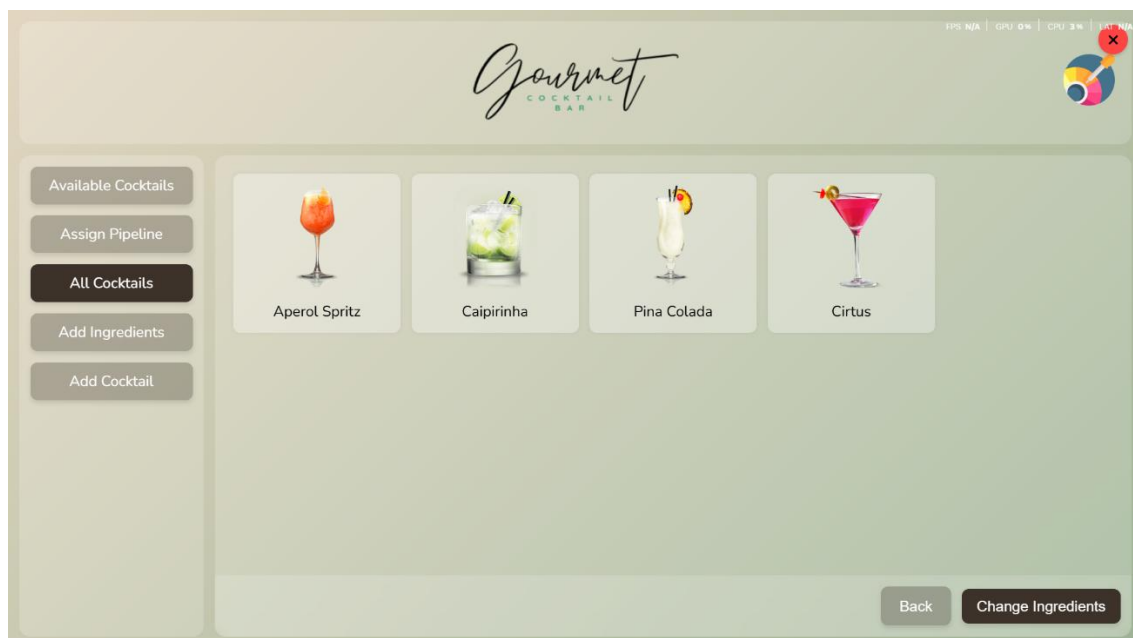 FPS N/A GPU 0% CPU 3% LAT N/A
Gourmet
COCKTAIL
BAR
Available Cocktails
Assign Pipeline
All Cocktails
Add Ingredients
Add Cocktail
Aperol Spritz
Caipirinha
Pina Colada
Cirtus
Back
Change Ingredients